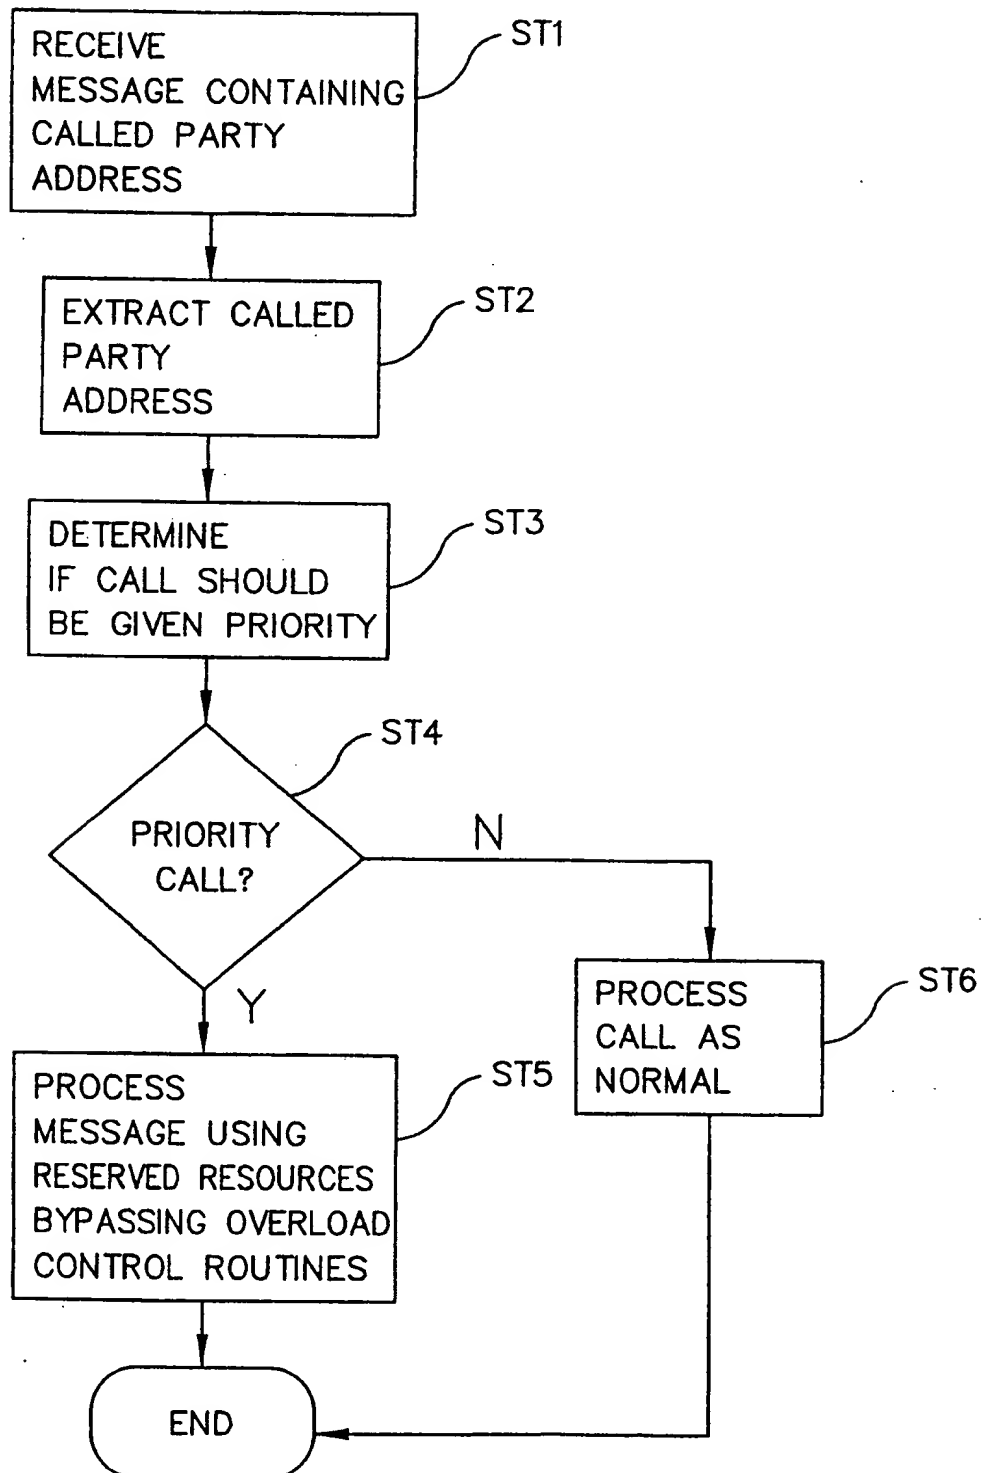 RECEIVE
MESSAGE CONTAINING
CALLED PARTY
ADDRESS
ST1
EXTRACT CALLED
PARTY
ADDRESS
ST2
DETERMINE
IF CALL SHOULD
BE GIVEN PRIORITY
ST3
PRIORITY
CALL?
ST4
N
Y
PROCESS
MESSAGE USING
RESERVED RESOURCES
BYPASSING OVERLOAD
CONTROL ROUTINES
ST5
PROCESS
CALL AS
NORMAL
ST6
END